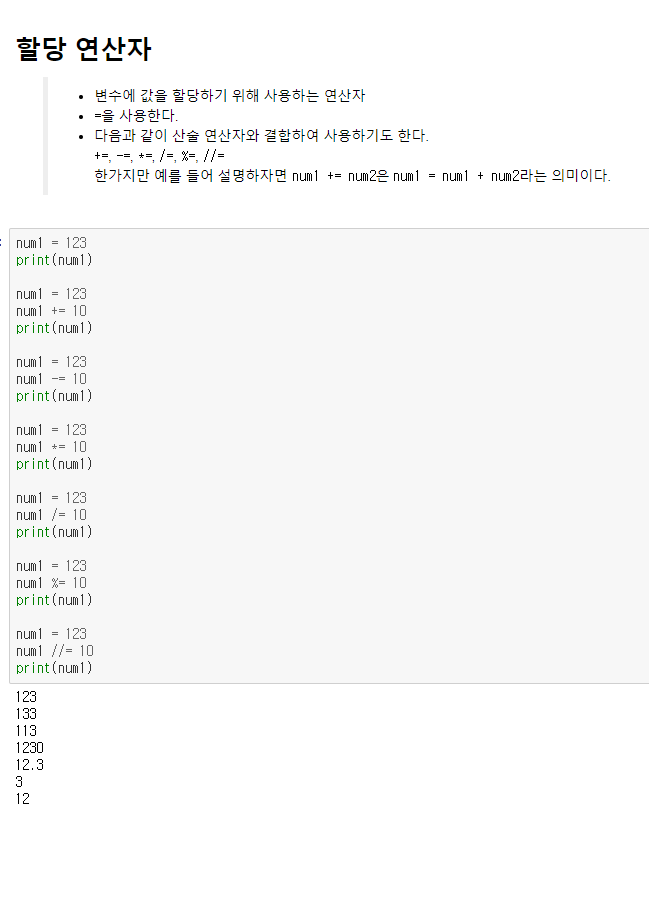 할당 연산자
• 변수에 값을 할당하기 위해 사용하는 연산자
• =을 사용한다.
• 다음과 같이 산술 연산자와 결합하여 사용하기도 한다.
+=, -=, *=, /=, %=, //=
한가지만 예를 들어 설명하자면 num1 += num2은 num1 = num1 + num2라는 의미이다.
:
num1 = 123
print(num1)
num1 = 123
num1 += 10
print(num1)
num1 = 123
num1 -= 10
print(num1)
num1 = 123
num1 *= 10
print(num1)
num1 = 123
num1 /= 10
print(num1)
num1 = 123
num1 %= 10
print(num1)
num1 = 123
num1 //= 10
print(num1)
123
133
113
1230
12.3
3
12